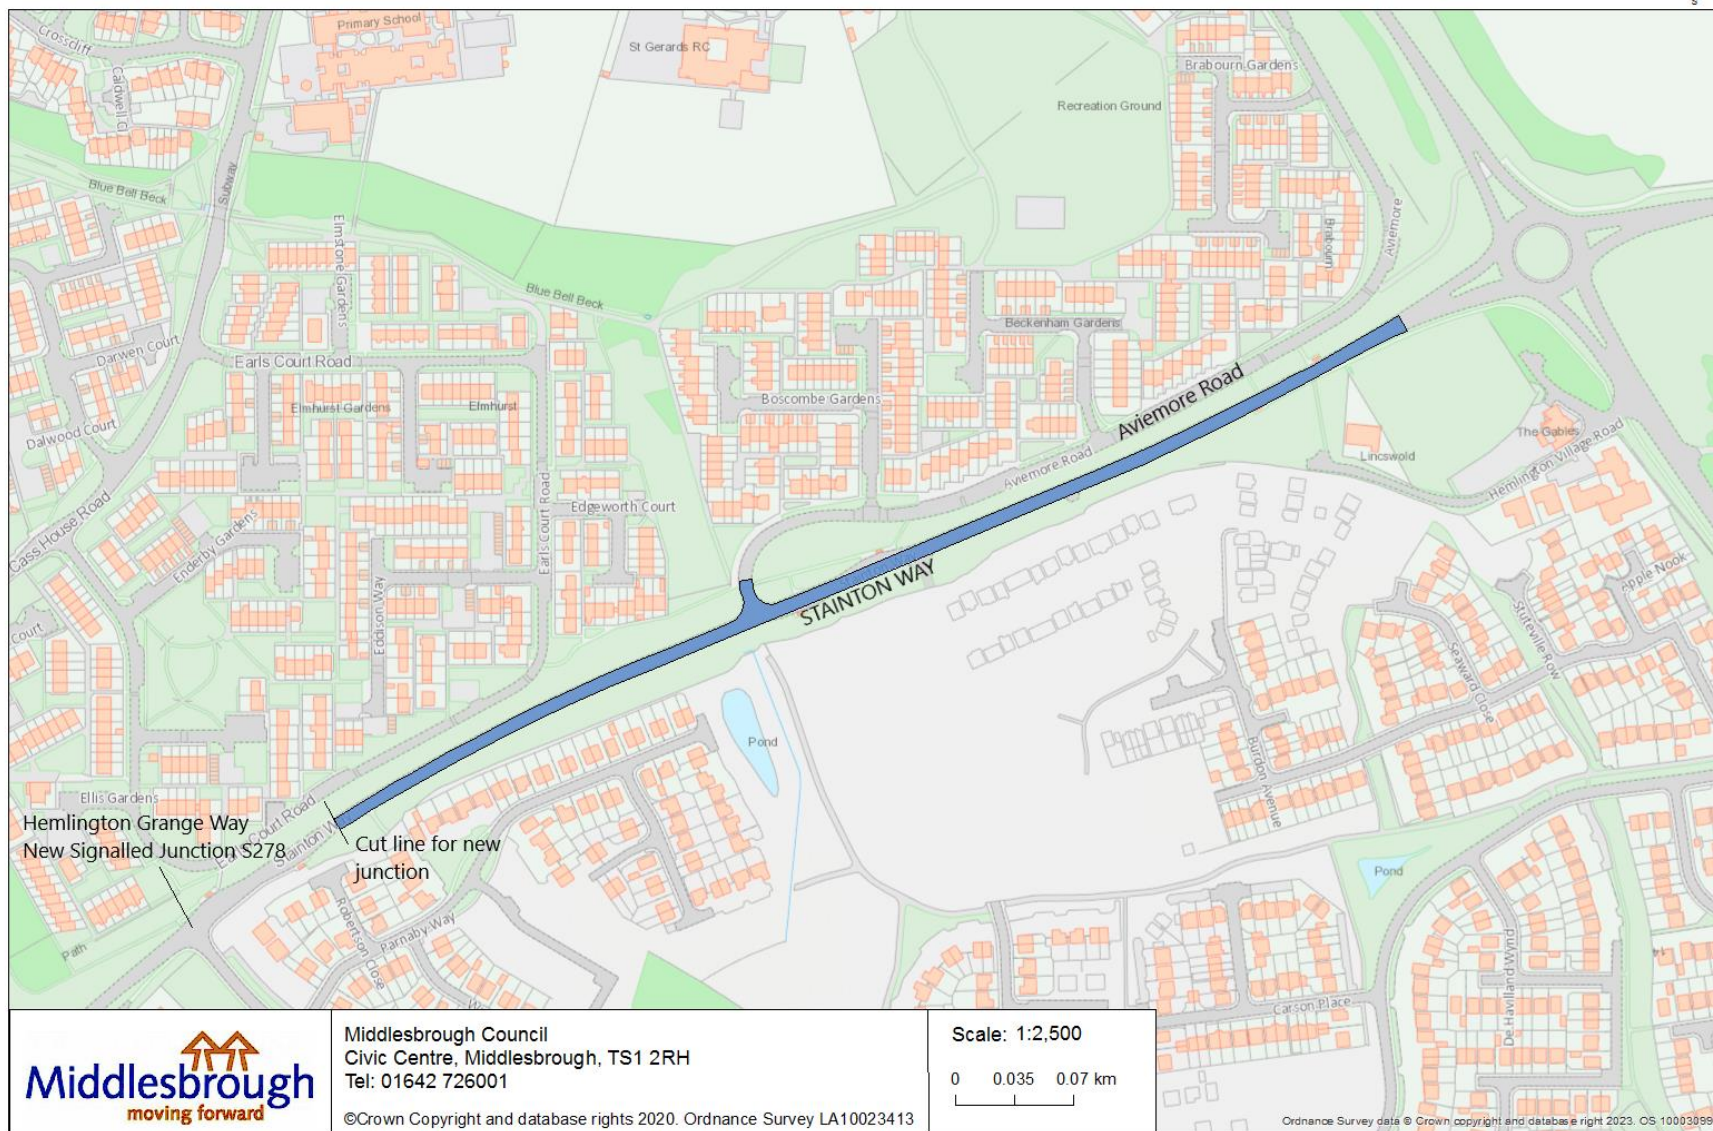 s
Crosscliff
Caldwell C
Primary School
St Gerards RC
Recreation Ground
Brabourn Gardens
Blue Bell Beck
Subway
Elmstone Gardens
Blue Bell Beck
Brabourn
Aviemore
Darwen Court
Earls Court Road
Elmhurst Gardens
Elmhurst
Dalwood Court
Boscombe Gardens
Beckenham Gardens
Aviemore Road
Aviemore Road
Lincswold
The Gables
Hemlington Village Road
Cass House Road
Enderby Gardens
Eddison Way
Earls Court Road
Edgeworth Court
STAINTON WAY
Court
Apple Nook
Stuteville Row
Seaward Close
Burdon Avenue
Pond
Ellis Gardens
Hemlington Grange Way
New Signalled Junction S278
Earls Court Road
Stainton W
Cut line for new
junction
Path
Robertson Close
Parnaby Way
Pond
Carson Place
De Havilland Wynd
14
Middlesbrough
moving forward
Middlesbrough Council
Civic Centre, Middlesbrough, TS1 2RH
Tel: 01642 726001
©Crown Copyright and database rights 2020. Ordnance Survey LA10023413
Scale: 1:2,500
0 0.035 0.07 km
Ordnance Survey data © Crown copyright and database right 2023. OS 10003099